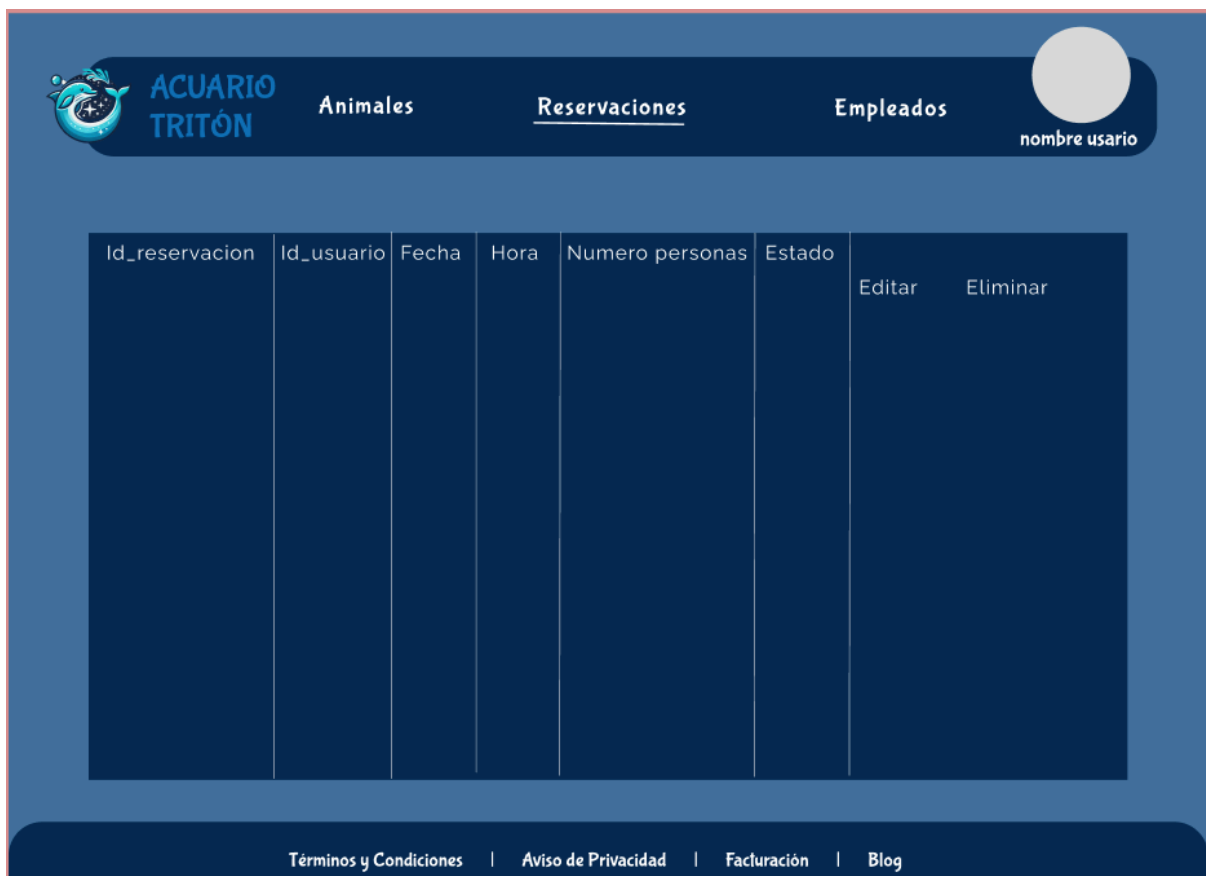 ACUARIO
TRITÓN
Animales
Reservaciones
Empleados
nombre usario
Id_reservacion
Id_usuario
Fecha
Hora
Numero personas
Estado
Editar
Eliminar
Términos y Condiciones | Aviso de Privacidad | Facturación | Blog